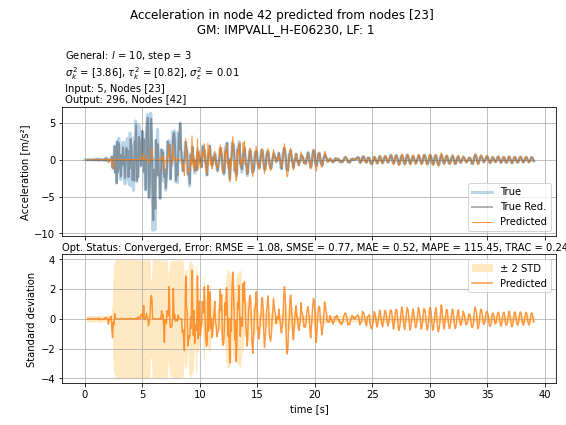 Acceleration in node 42 predicted from nodes [23]
GM: IMPVALL_H-E06230, LF: 1
General: l = 10, step = 3
σ²ₖ = [3.86], τ²ₖ = [0.82], σ²ε = 0.01
Input: 5, Nodes [23]
Output: 296, Nodes [42]
Acceleration [m/s²]
5
0
−5
−10
True
True Red.
Predicted
Opt. Status: Converged, Error: RMSE = 1.08, SMSE = 0.77, MAE = 0.52, MAPE = 115.45, TRAC = 0.24
Standard deviation
4
2
0
−2
−4
± 2 STD
Predicted
0 5 10 15 20 25 30 35 40
time [s]